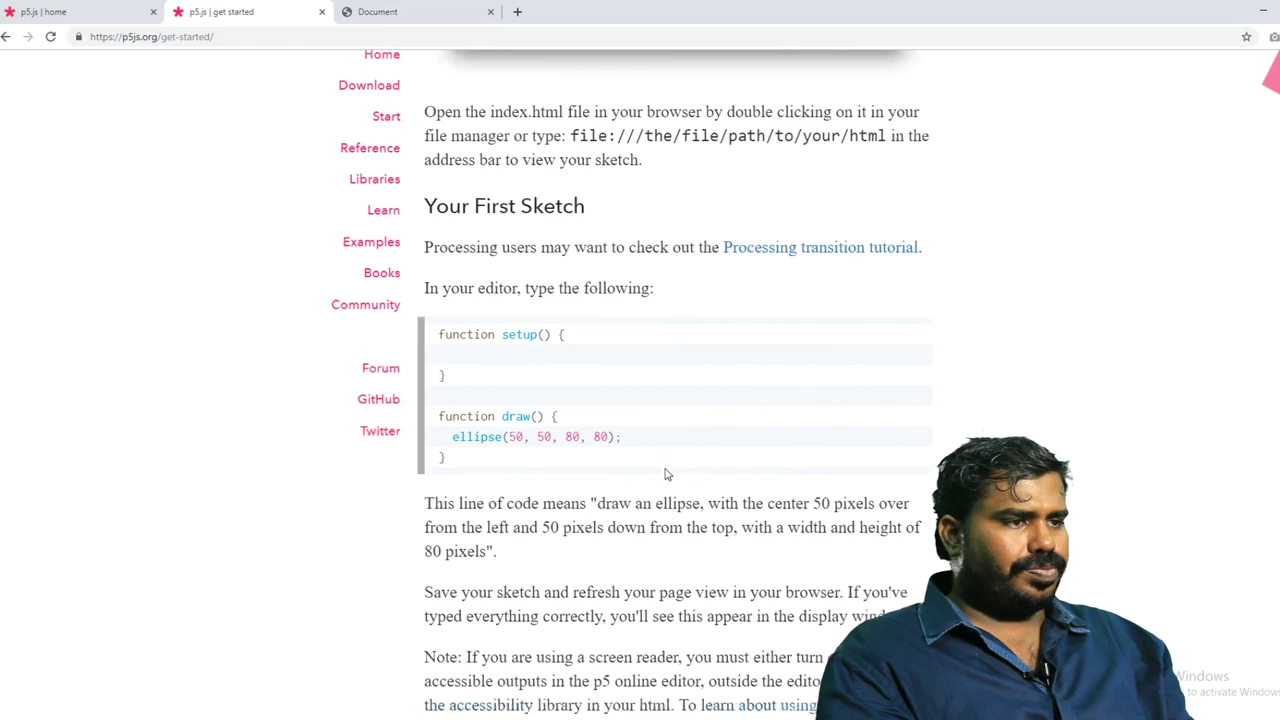 p5.js | home
p5.js | get started
Document
https://p5js.org/get-started/
Home
Download
Start
Reference
Libraries
Learn
Examples
Books
Community
Forum
GitHub
Twitter
Open the index.html file in your browser by double clicking on it in your
file manager or type: file:///the/file/path/to/your/html in the
address bar to view your sketch.
Your First Sketch
Processing users may want to check out the Processing transition tutorial.
In your editor, type the following:
function setup() {
}
function draw() {
ellipse(50, 50, 80, 80);
}
This line of code means "draw an ellipse, with the center 50 pixels over
from the left and 50 pixels down from the top, with a width and height of
80 pixels".
Save your sketch and refresh your page view in your browser. If you've
typed everything correctly, you'll see this appear in the display
Note: If you are using a screen reader, you must either turn
accessible outputs in the p5 online editor, outside the
the accessibility library in your html. To learn about using
Windows
to activate Windows